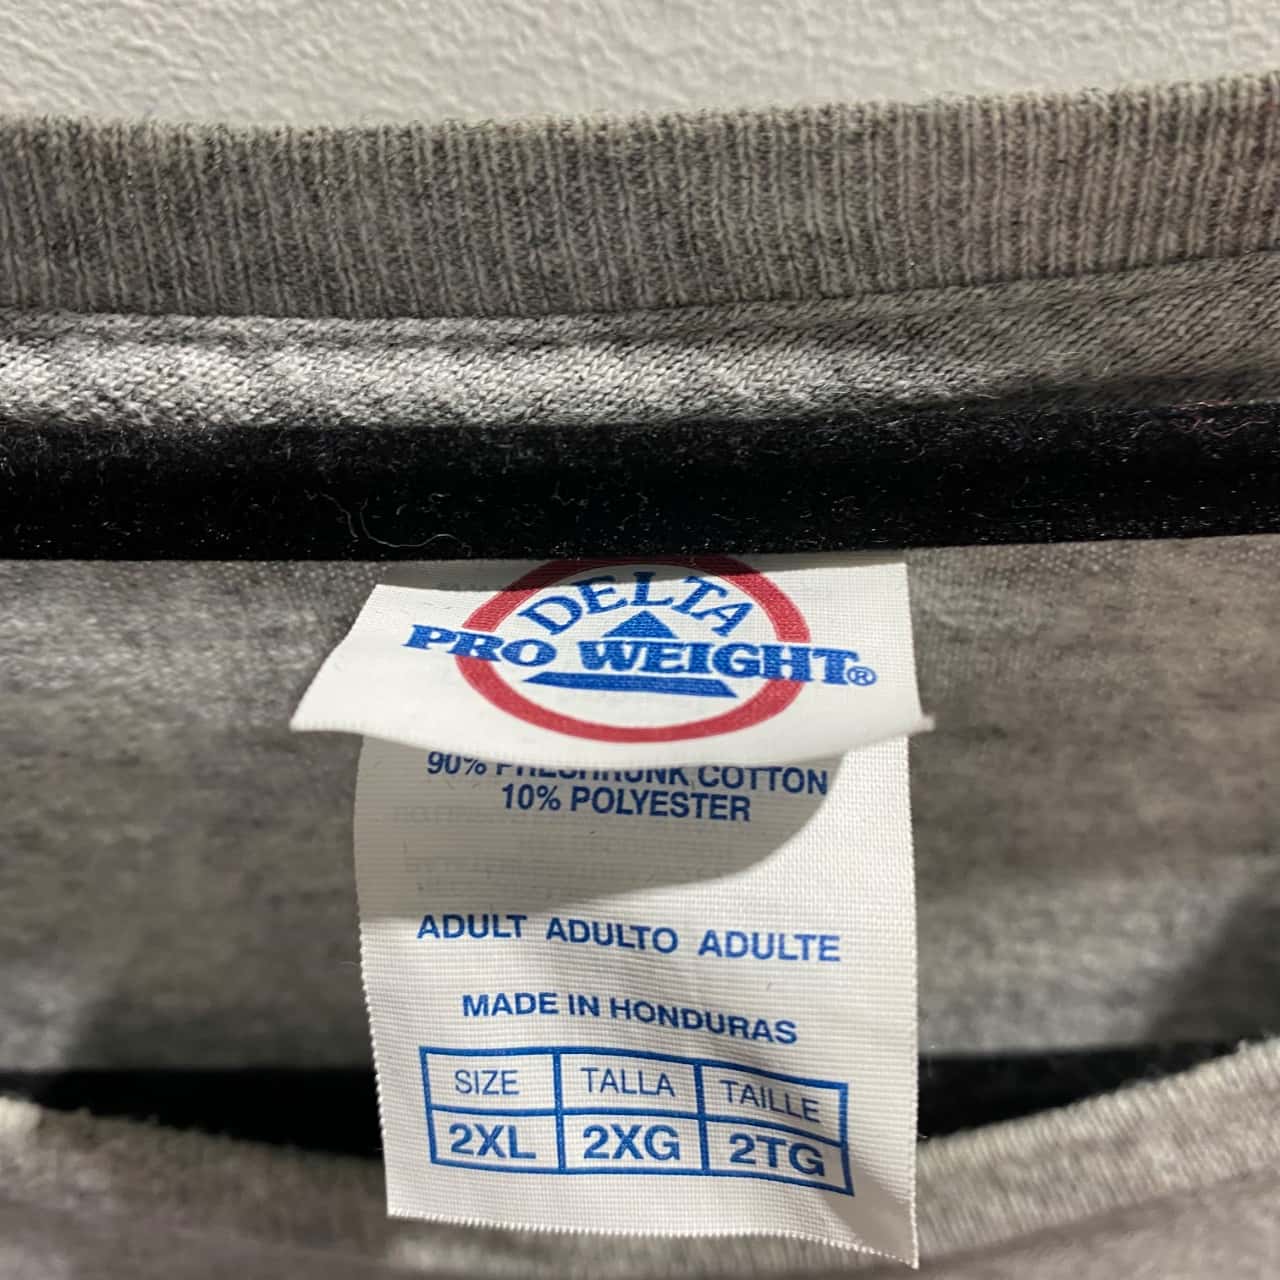 DELTA
PRO WEIGHT®
90% PRESHRUNK COTTON
10% POLYESTER
ADULT ADULTO ADULTE
MADE IN HONDURAS
SIZE TALLA TAILLE
2XL 2XG 2TG